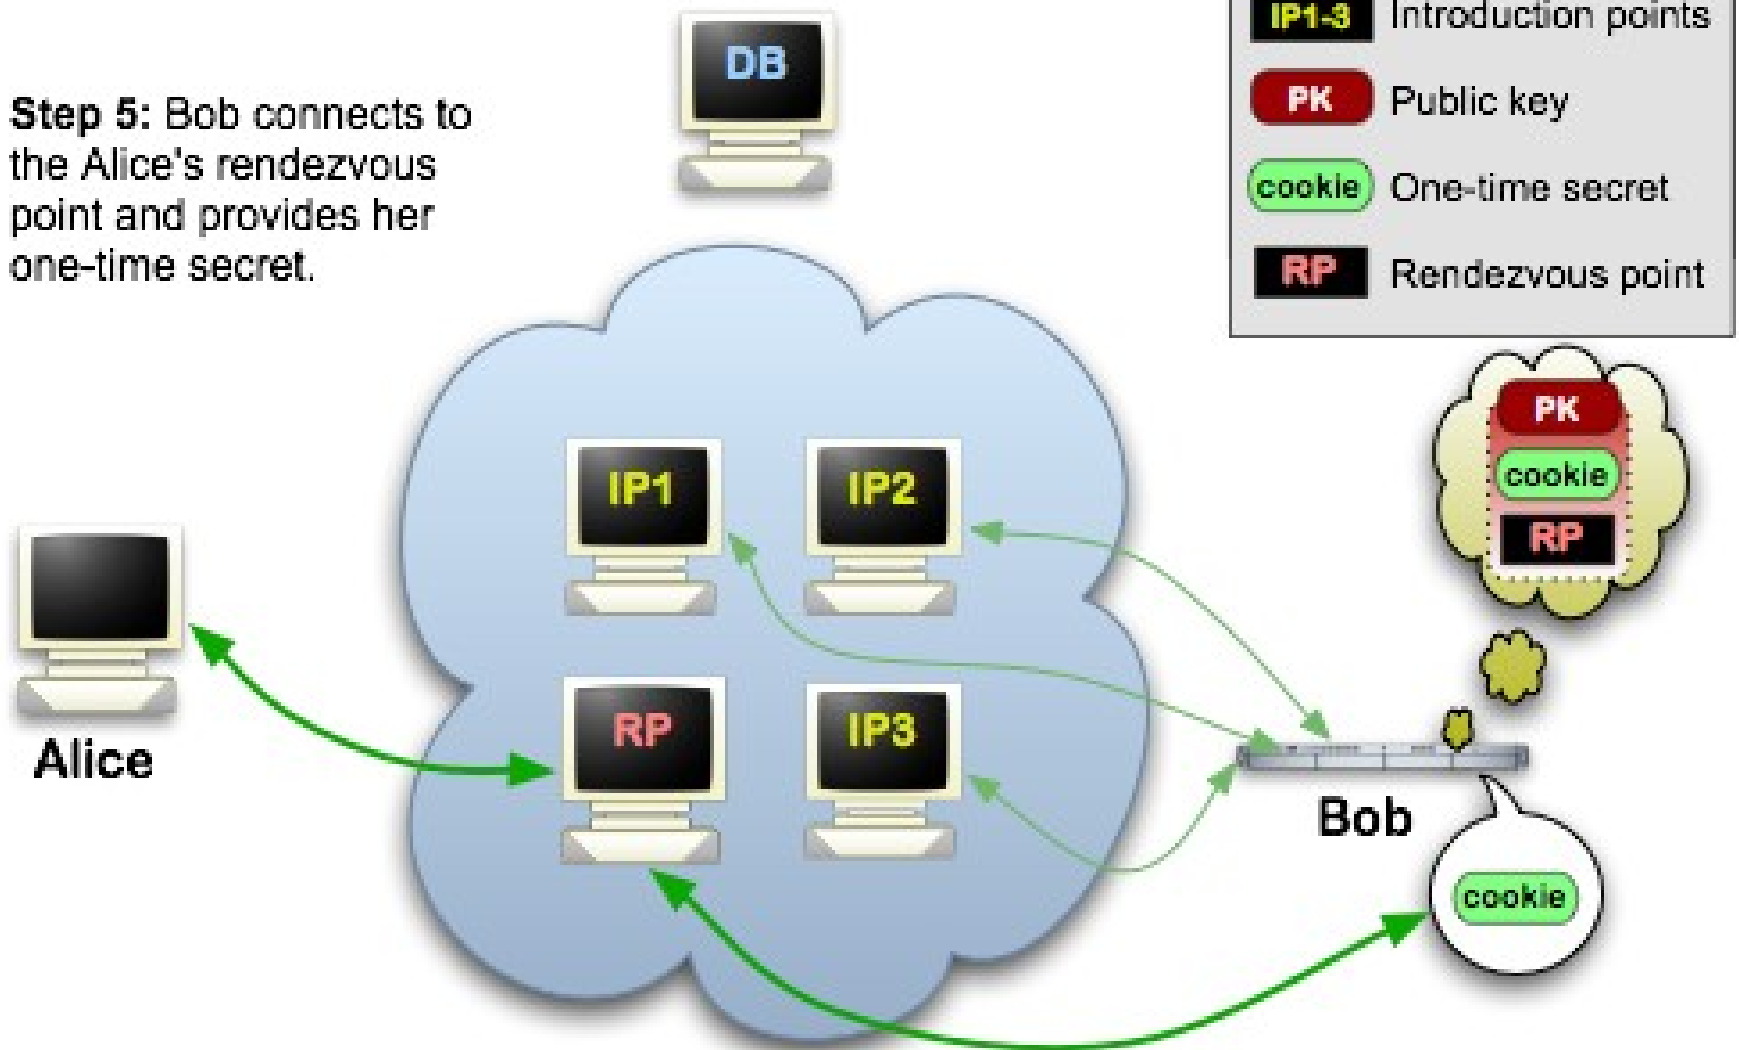 Step 5: Bob connects to
the Alice's rendezvous
point and provides her
one-time secret.
DB
IP1-3 Introduction points
PK Public key
cookie One-time secret
RP Rendezvous point
PK
cookie
RP
IP1 IP2
RP IP3
Alice
Bob
cookie